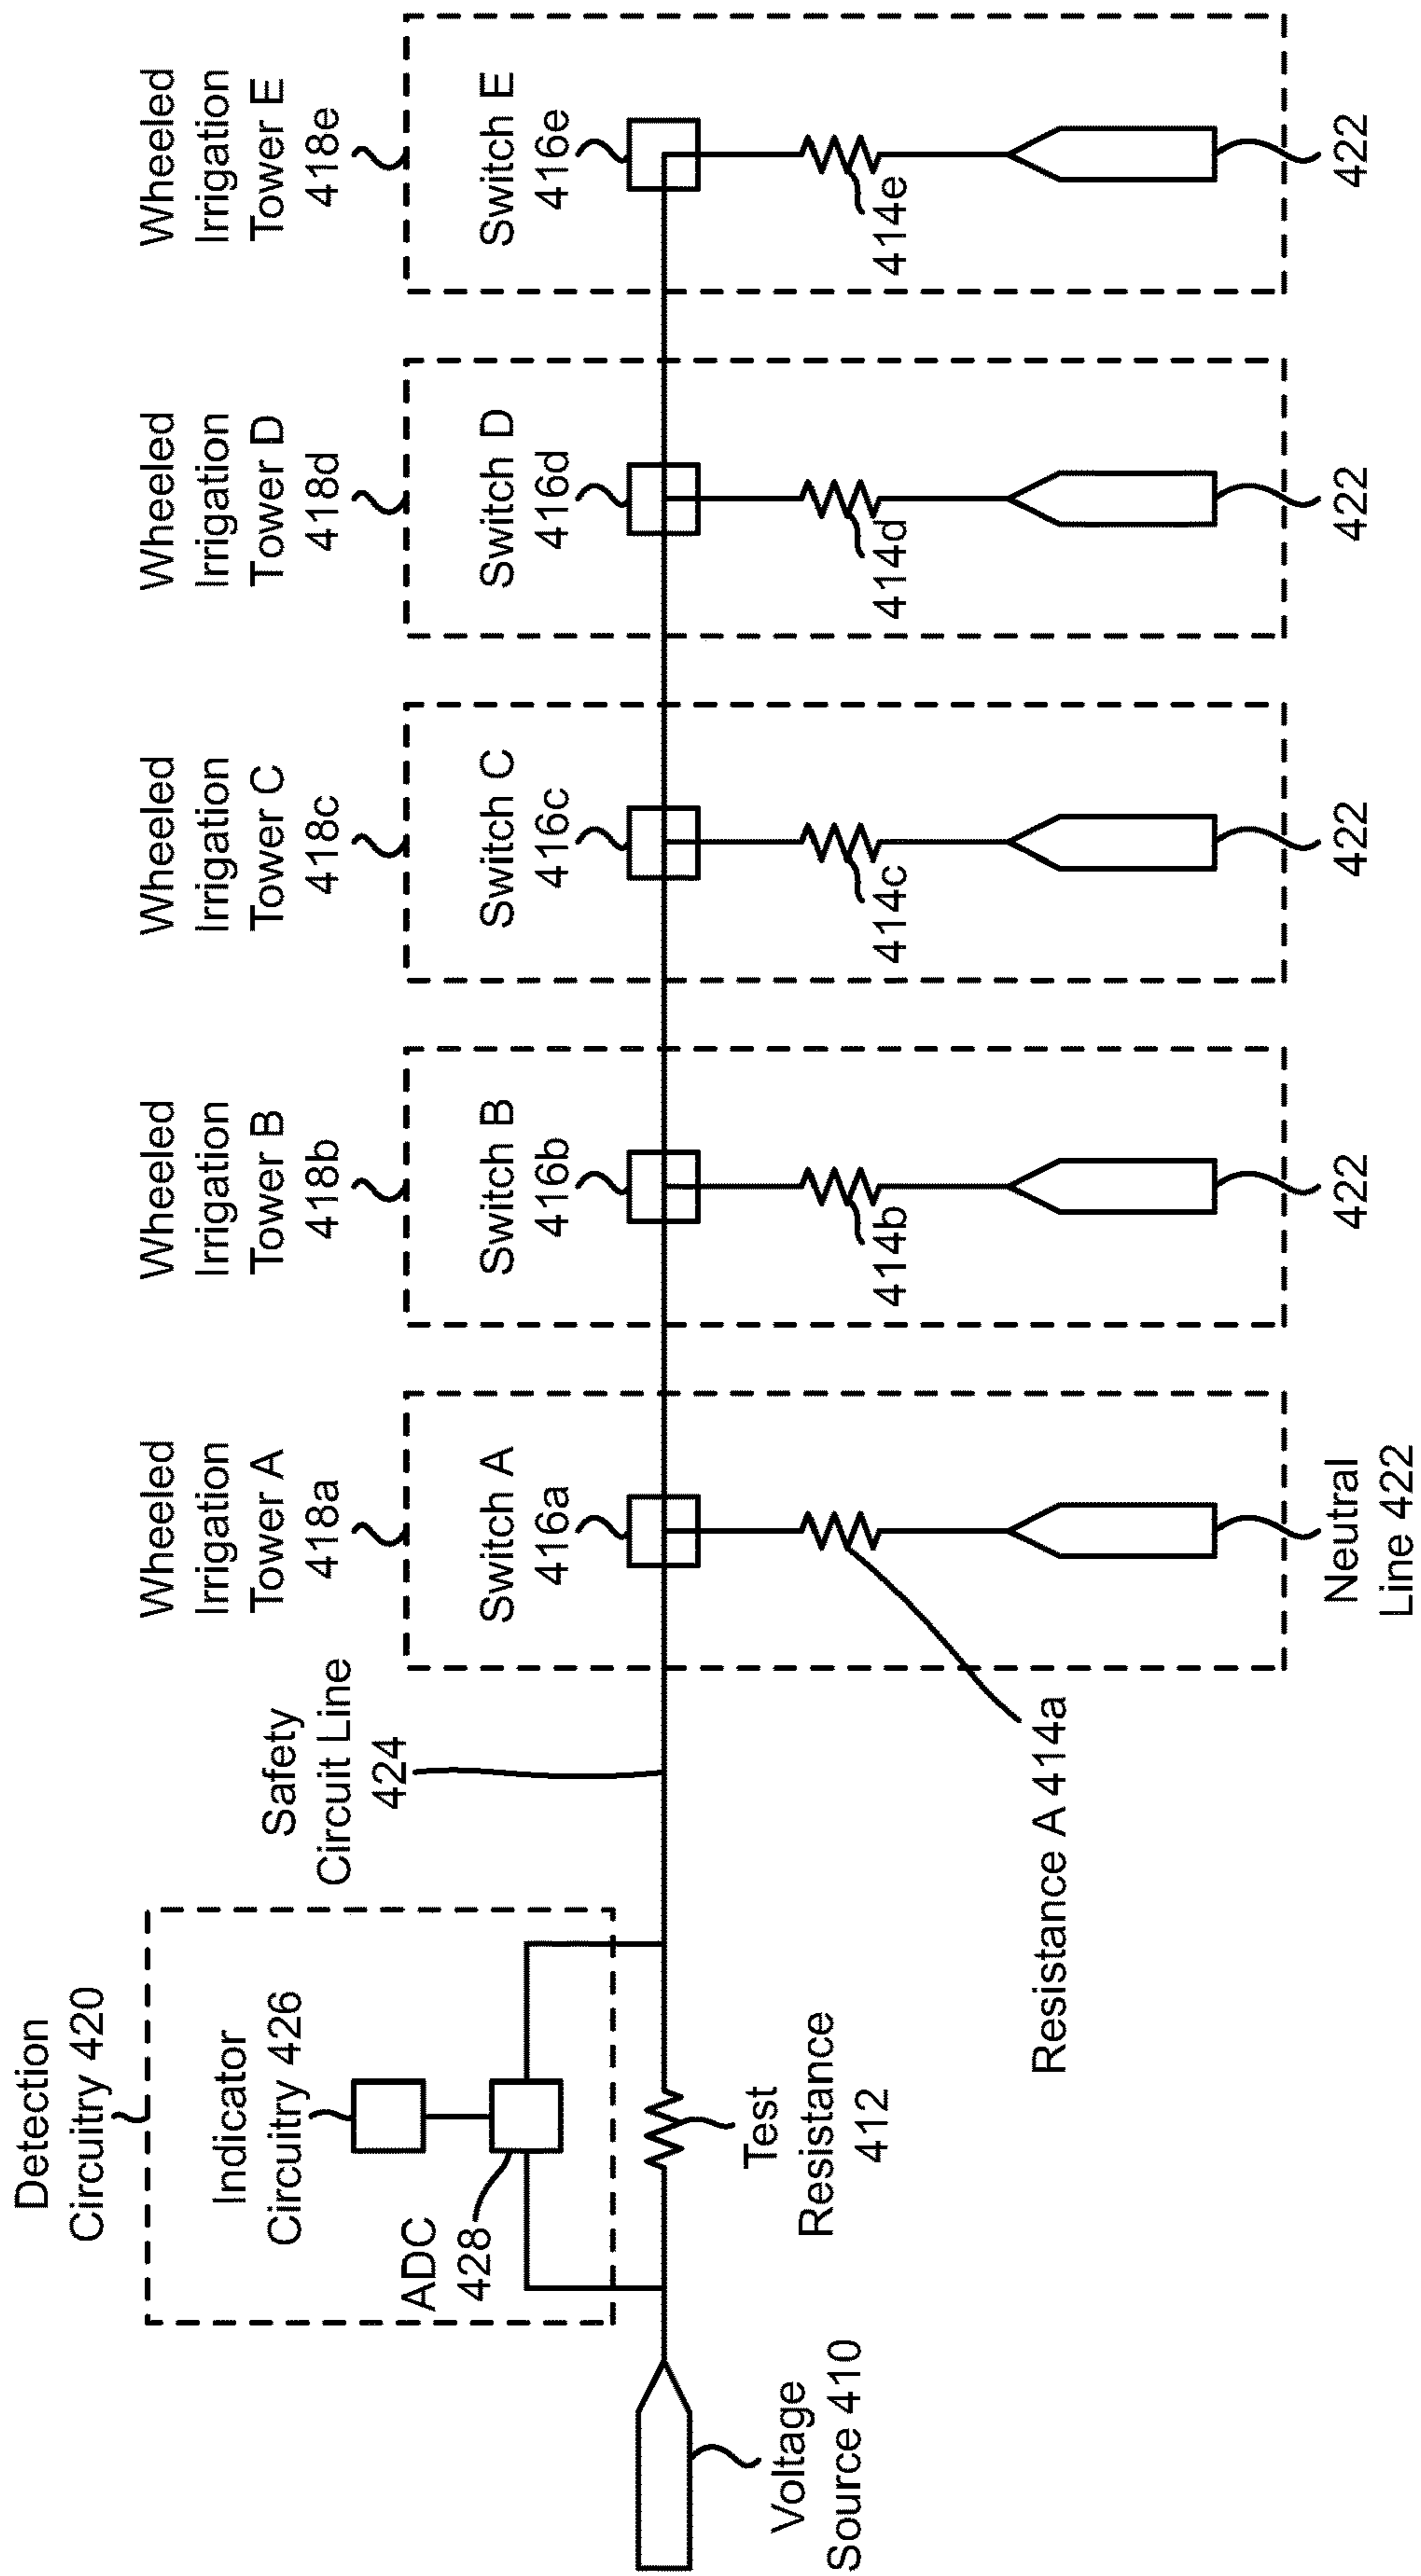 Detection
Circuitry 420
Indicator
Circuitry 426
ADC
428
Voltage
Source 410
Test
Resistance
412
Safety
Circuit Line
424
Resistance A 414a
Wheeled
Irrigation
Tower A
418a
Switch A
416a
Neutral
Line 422
Wheeled
Irrigation
Tower B
418b
Switch B
416b
414b
422
Wheeled
Irrigation
Tower C
418c
Switch C
416c
414c
422
Wheeled
Irrigation
Tower D
418d
Switch D
416d
414d
422
Wheeled
Irrigation
Tower E
418e
Switch E
416e
414e
422